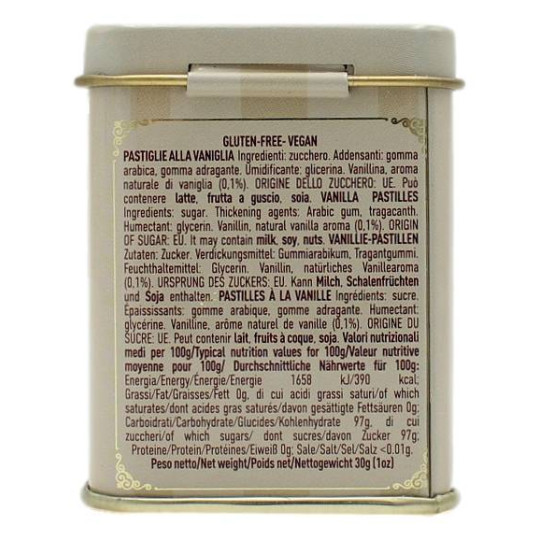 GLUTEN-FREE- VEGAN
PASTIGLIE ALLA VANIGLIA Ingredienti: zucchero. Addensanti: gomma
arabica, gomma adragante. Umidificante: glicerina. Vanillina, aroma
naturale di vaniglia (0,1%). ORIGINE DELLO ZUCCHERO: UE. Può
contenere latte, frutta a guscio, soia. VANILLA PASTILLES
Ingredients: sugar. Thickening agents: Arabic gum, tragacanth.
Humectant: glycerin. Vanillin, natural vanilla aroma (0,1%). ORIGIN
OF SUGAR: EU. It may contain milk, soy, nuts. VANILLIE-PASTILLEN
Zutaten: Zucker. Verdickungsmittel: Gummiarabikum, Tragantgummi.
Feuchthaltemittel: Glycerin. Vanillin, natürliches Vanillearoma
(0,1%). URSPRUNG DES ZUCKERS: EU. Kann Milch, Schalenfrüchten
und Soja enthalten. PASTILLES À LA VANILLE Ingrédients: sucre.
Épaississants: gomme arabique, gomme adragante. Humectant:
glycérine. Vanilline, arôme naturel de vanille (0,1%). ORIGINE DU
SUCRE: UE. Peut contenir lait, fruits à coque, soja. Valori nutrizionali
medi per 100g/Typical nutrition values for 100g/Valeur nutritive
moyenne pour 100g/ Durchschnittliche Nährwerte für 100g:
Energia/Energy/Énergie/Energie 1658 kJ/390 kcal;
Grassi/Fat/Graisses/Fett 0g, di cui acidi grassi saturi/of which
saturates/dont acides gras saturés/davon gesättigte Fettsäuren 0g;
Carboidrati/Carbohydrate/Glucides/Kohlenhydrate 97g, di cui
zuccheri/of which sugars/ dont sucres/davon Zucker 97g;
Proteine/Protein/Protéines/Eiweiß 0g; Sale/Salt/Sel/Salz <0.01g.
Peso netto/Net weight/Poids net/Nettogewicht 30g (1oz)